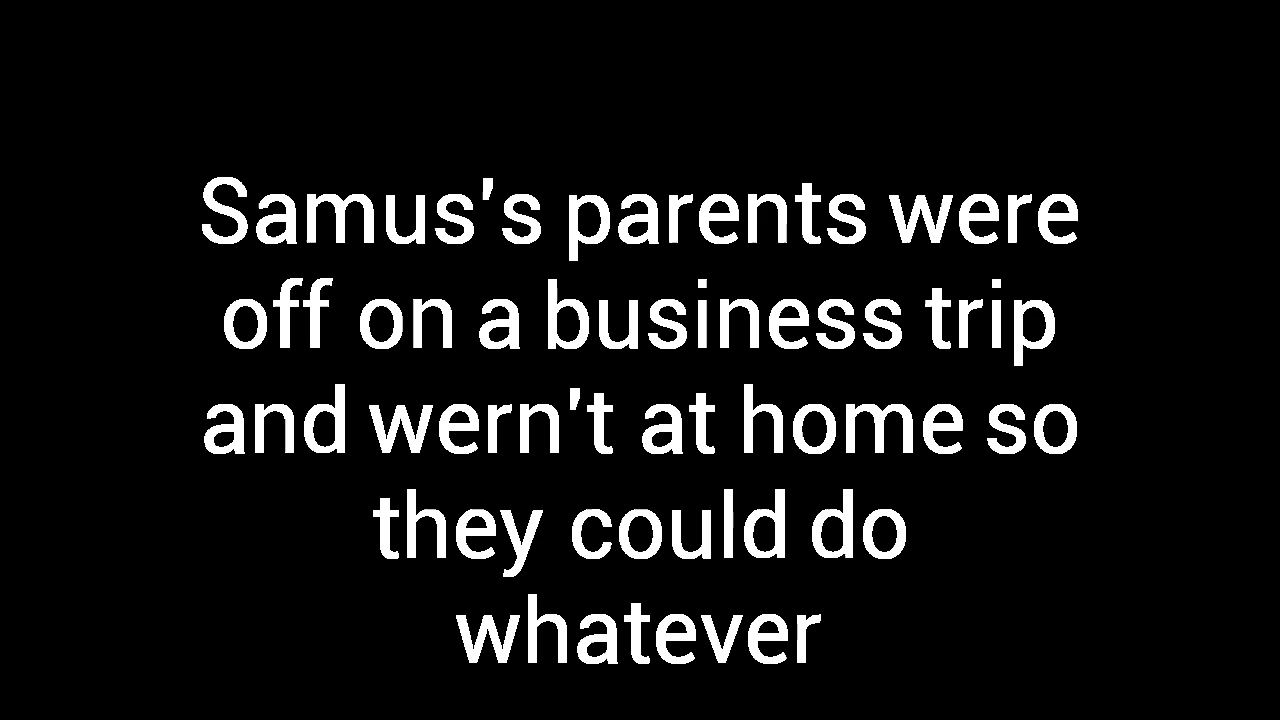 Samus's parents were
off on a business trip
and wern't at home so
they could do
whatever